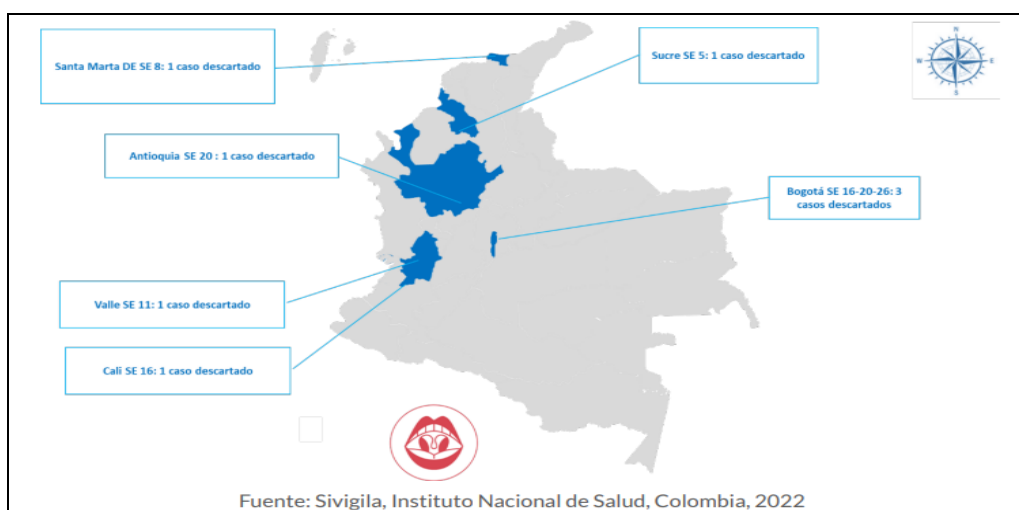 Santa Marta DE SE 8: 1 caso descartado
Sucre SE 5: 1 caso descartado
N
W
E
S
Antioquia SE 20 : 1 caso descartado
Bogotá SE 16-20-26: 3
casos descartados
Valle SE 11: 1 caso descartado
Cali SE 16: 1 caso descartado
Fuente: Sivigila, Instituto Nacional de Salud, Colombia, 2022